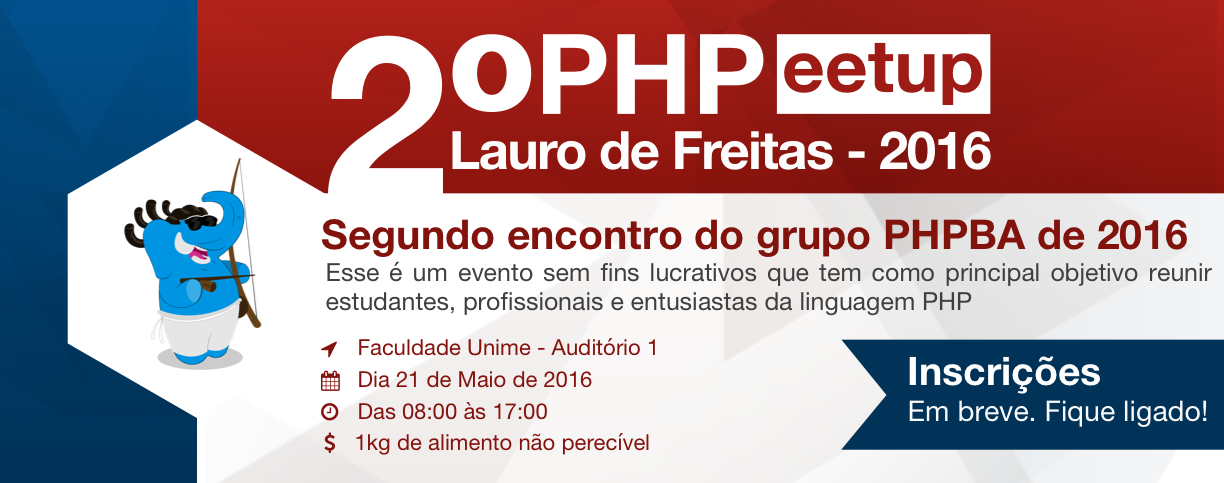 2ºPHPeetup
Lauro de Freitas - 2016
Segundo encontro do grupo PHPBA de 2016
Esse é um evento sem fins lucrativos que tem como principal objetivo reunir
estudantes, profissionais e entusiastas da linguagem PHP
Faculdade Unime - Auditório 1
Dia 21 de Maio de 2016
Das 08:00 às 17:00
$ 1kg de alimento não perecível
Inscrições
Em breve. Fique ligado!